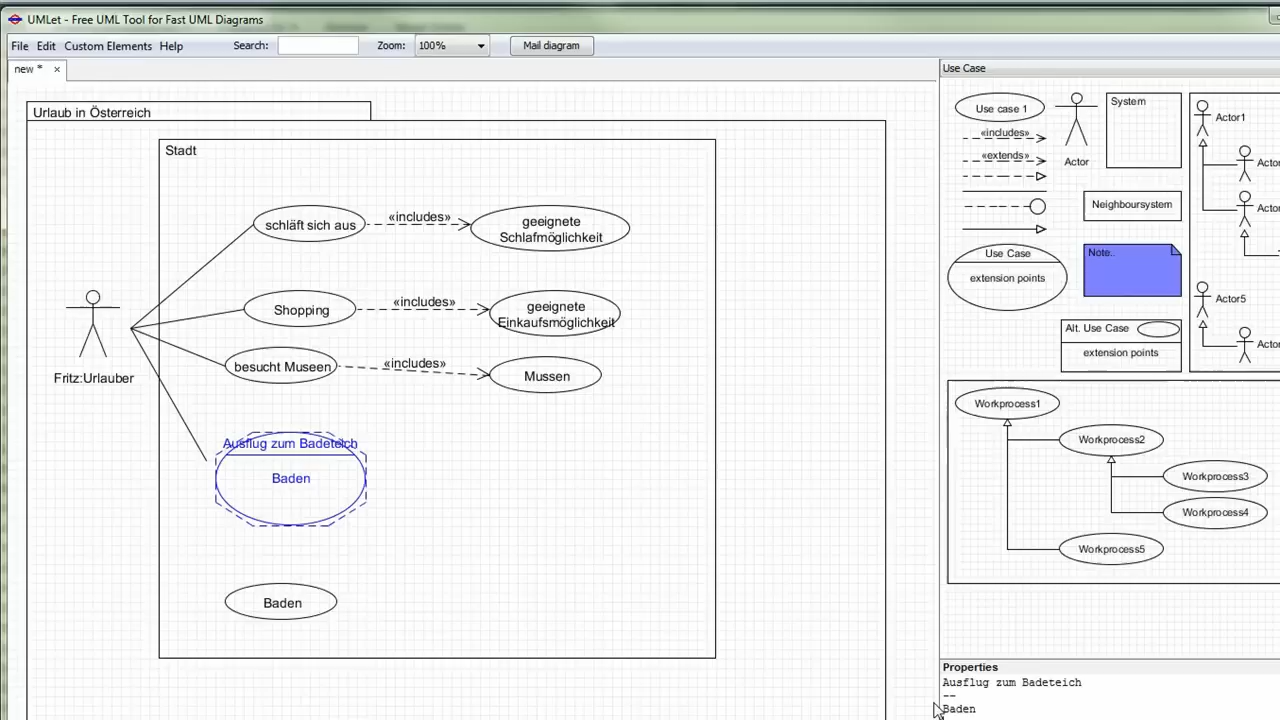 UMLet - Free UML Tool for Fast UML Diagrams
File Edit Custom Elements Help Search: Zoom: 100% Mail diagram
new *
Urlaub in Österreich
Stadt
schläft sich aus
«includes»
geeignete
Schlafmöglichkeit
Shopping
«includes»
geeignete
Einkaufsmöglichkeit
besucht Museen
«includes»
Mussen
Fritz:Urlauber
Ausflug zum Badeteich
Baden
Baden
Use Case
Use case 1
«includes»
«extends»
Actor
System
Neighboursystem
Use Case
extension points
Note..
Alt. Use Case
extension points
Actor1
Acto
Acto
Actor5
Acto
Workprocess1
Workprocess2
Workprocess3
Workprocess4
Workprocess5
Properties
Ausflug zum Badeteich
--
Baden